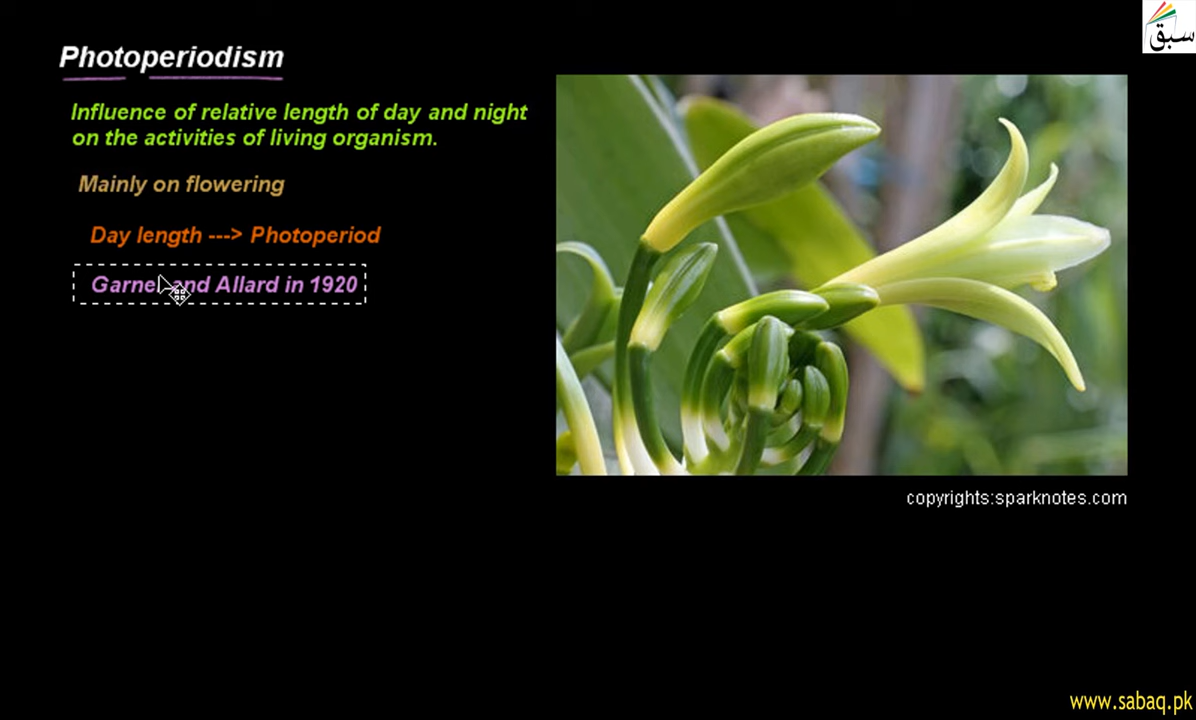 Photoperiodism
Influence of relative length of day and night
on the activities of living organism.
Mainly on flowering
Day length ---> Photoperiod
and Allard in 1920
copyrights:sparknotes.com
سبق
www.sabaq.pk